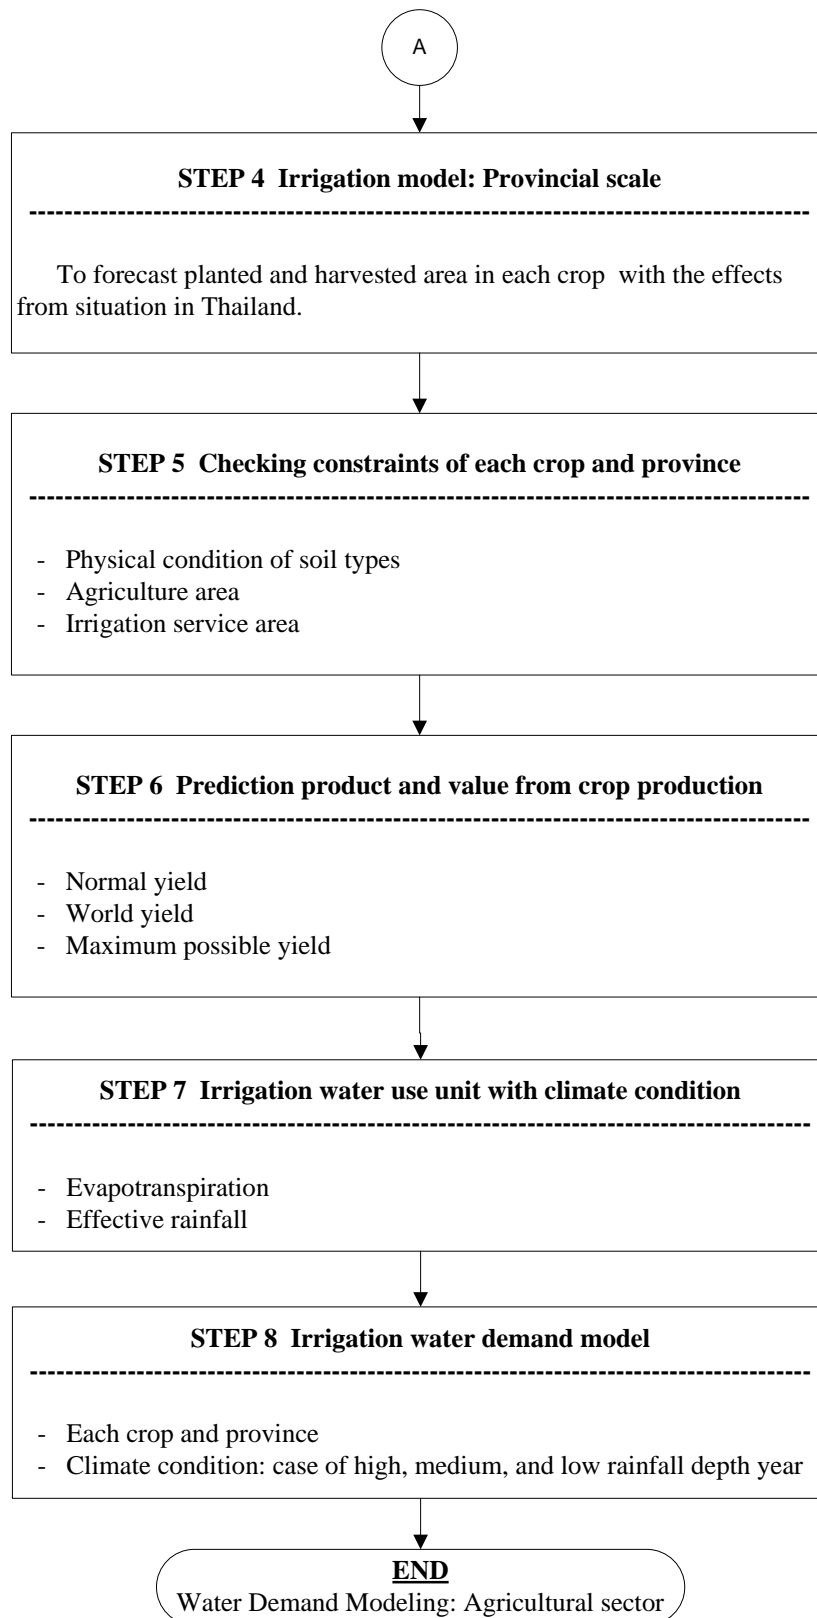 A
STEP 4  Irrigation model: Provincial scale
To forecast planted and harvested area in each crop  with the effects
from situation in Thailand.
STEP 5  Checking constraints of each crop and province
- Physical condition of soil types
- Agriculture area
- Irrigation service area
STEP 6  Prediction product and value from crop production
- Normal yield
- World yield
- Maximum possible yield
STEP 7  Irrigation water use unit with climate condition
- Evapotranspiration
- Effective rainfall
STEP 8  Irrigation water demand model
- Each crop and province
- Climate condition: case of high, medium, and low rainfall depth year
END
Water Demand Modeling: Agricultural sector